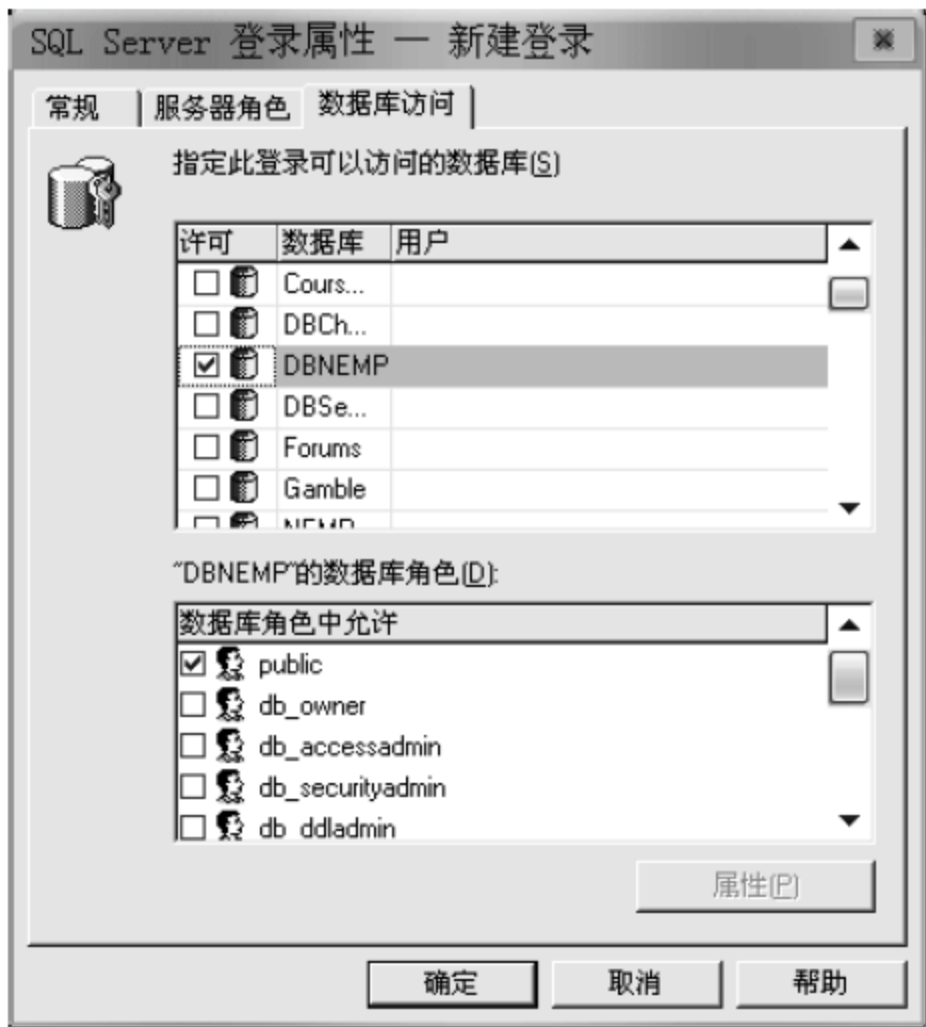 SQL Server 登录属性 — 新建登录
常规 服务器角色 数据库访问
指定此登录可以访问的数据库(S)
许可 数据库 用户
Cours...
DBCh...
DBNEMP
DBSe...
Forums
Gamble
NEMP
"DBNEMP"的数据库角色(D):
数据库角色中允许
public
db_owner
db_accessadmin
db_securityadmin
db_ddladmin
属性(P)
确定 取消 帮助